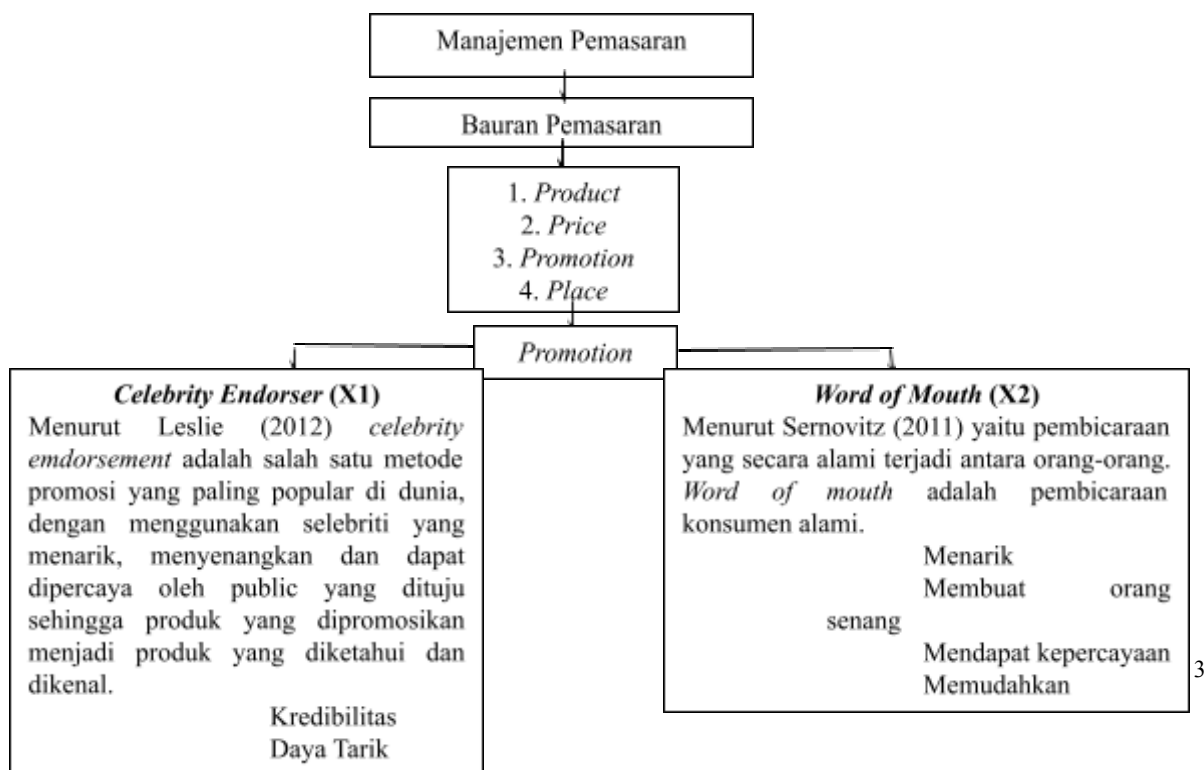 Manajemen Pemasaran
Bauran Pemasaran
1. Product
2. Price
3. Promotion
4. Place
Promotion
Celebrity Endorser (X1)
Menurut Leslie (2012) celebrity
emdorsement adalah salah satu metode
promosi yang paling popular di dunia,
dengan menggunakan selebriti yang
menarik, menyenangkan dan dapat
dipercaya oleh public yang dituju
sehingga produk yang dipromosikan
menjadi produk yang diketahui dan
dikenal.
Kredibilitas
Daya Tarik
Word of Mouth (X2)
Menurut Sernovitz (2011) yaitu pembicaraan
yang secara alami terjadi antara orang-orang.
Word of mouth adalah pembicaraan
konsumen alami.
Menarik
Membuat orang
senang
Mendapat kepercayaan
Memudahkan
3